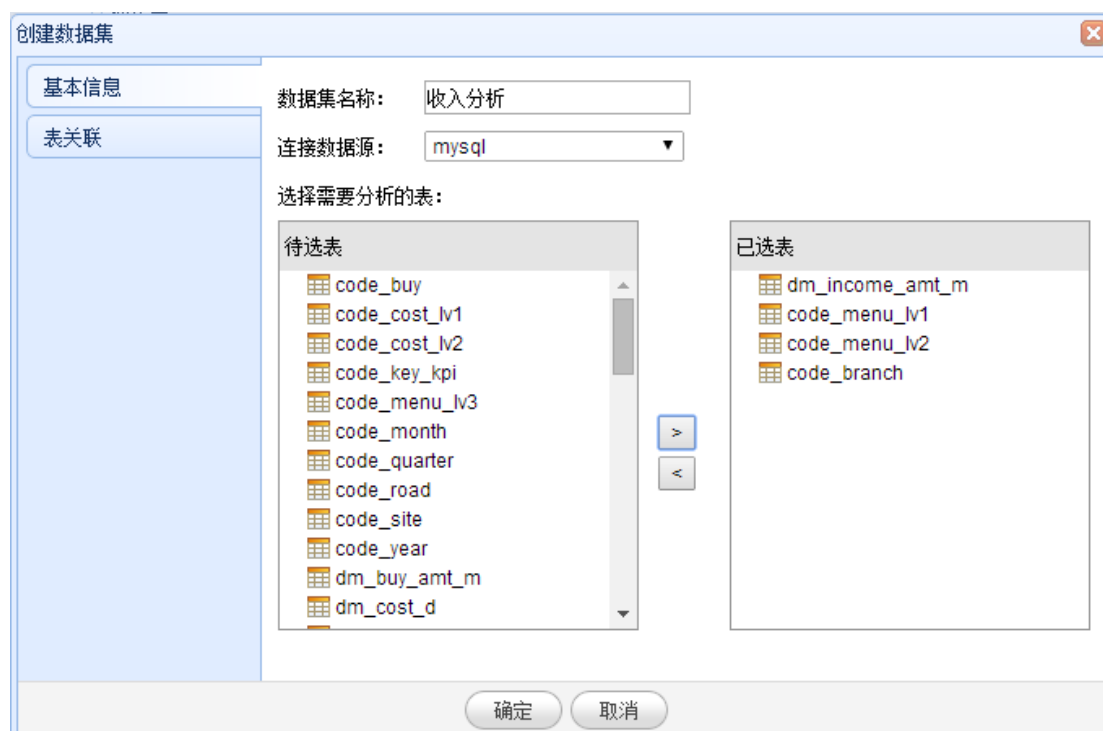 创建数据集
基本信息
表关联
数据集名称： 收入分析
连接数据源： mysql
选择需要分析的表：
待选表
code_buy
code_cost_lv1
code_cost_lv2
code_key_kpi
code_menu_lv3
code_month
code_quarter
code_road
code_site
code_year
dm_buy_amt_m
dm_cost_d
>
<
已选表
dm_income_amt_m
code_menu_lv1
code_menu_lv2
code_branch
确定 取消